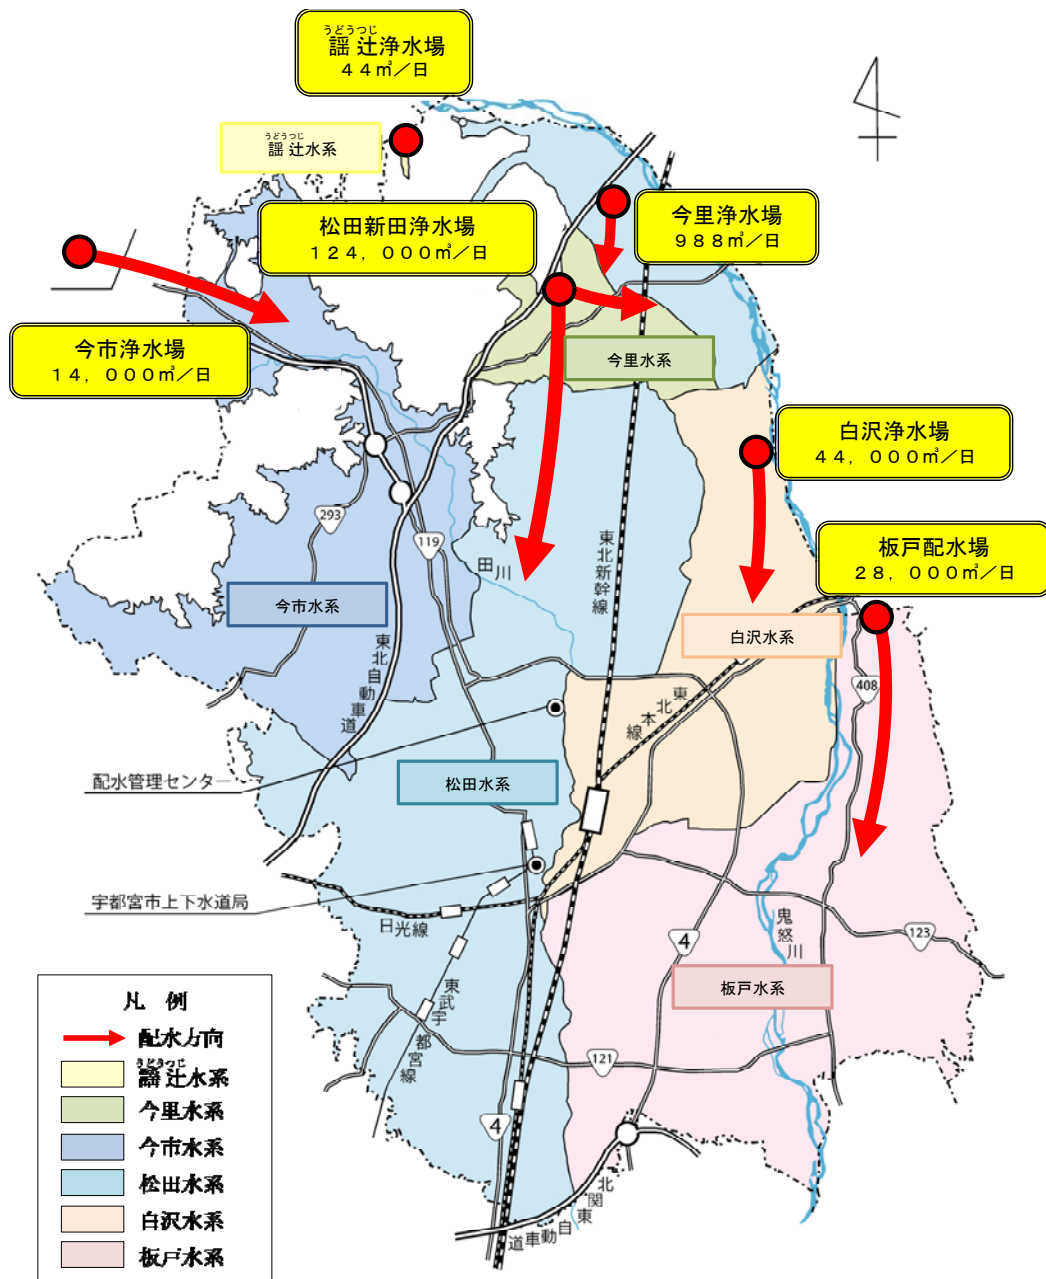 うどうつじ
謡辻浄水場
４４㎥／日
うどうつじ
謡辻水系
松田新田浄水場
１２４，０００㎥／日
今里浄水場
９８８㎥／日
今市浄水場
１４，０００㎥／日
今里水系
白沢浄水場
４４，０００㎥／日
板戸配水場
２８，０００㎥／日
293
119
田川
東北新幹線
今市水系
白沢水系
東北自動車道
東北本線
408
配水管理センター
松田水系
宇都宮市上下水道局
日光線
鬼怒川
4
123
板戸水系
東武宇都宮線
121
4
北関東自動車道
凡例
配水方向
うどうつじ
謡辻水系
今里水系
今市水系
松田水系
白沢水系
板戸水系